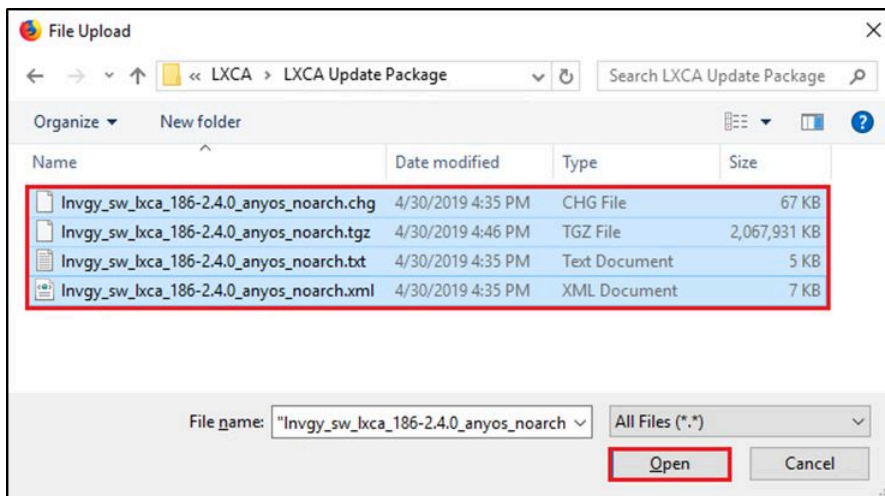 File Upload
« LXCA > LXCA Update Package
Search LXCA Update Package
Organize
New folder
Name Date modified Type Size
lnvgy_sw_lxca_186-2.4.0_anyos_noarch.chg 4/30/2019 4:35 PM CHG File 67 KB
lnvgy_sw_lxca_186-2.4.0_anyos_noarch.tgz 4/30/2019 4:46 PM TGZ File 2,067,931 KB
lnvgy_sw_lxca_186-2.4.0_anyos_noarch.txt 4/30/2019 4:35 PM Text Document 5 KB
lnvgy_sw_lxca_186-2.4.0_anyos_noarch.xml 4/30/2019 4:35 PM XML Document 7 KB
File name: "lnvgy_sw_lxca_186-2.4.0_anyos_noarch All Files (*.*)
Open Cancel